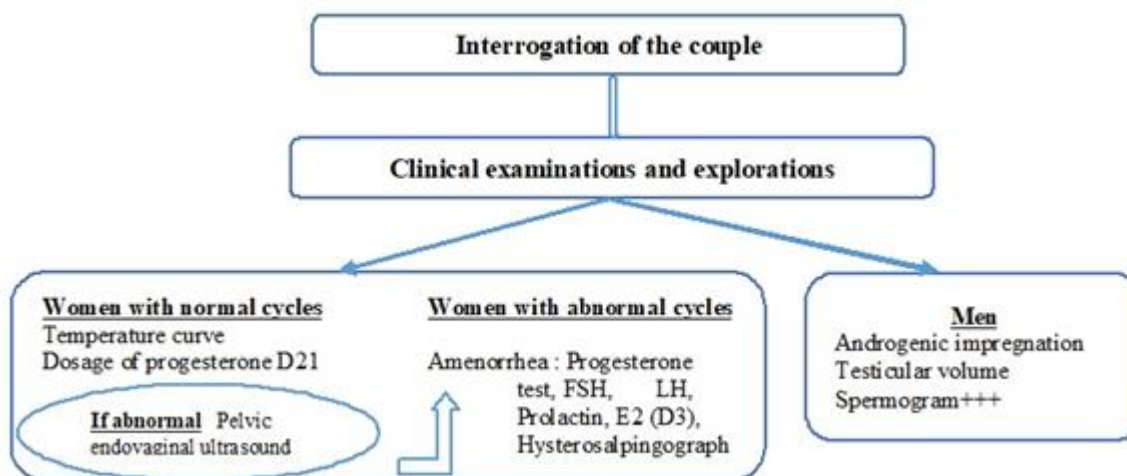 Interrogation of the couple
Clinical examinations and explorations
Women with normal cycles
Temperature curve
Dosage of progesterone D21
If abnormal Pelvic
endovaginal ultrasound
Women with abnormal cycles
Amenorrhea : Progesterone
test, FSH, LH,
Prolactin, E2 (D3),
Hysterosalpingograph
Men
Androgenic impregnation
Testicular volume
Spermogram+++